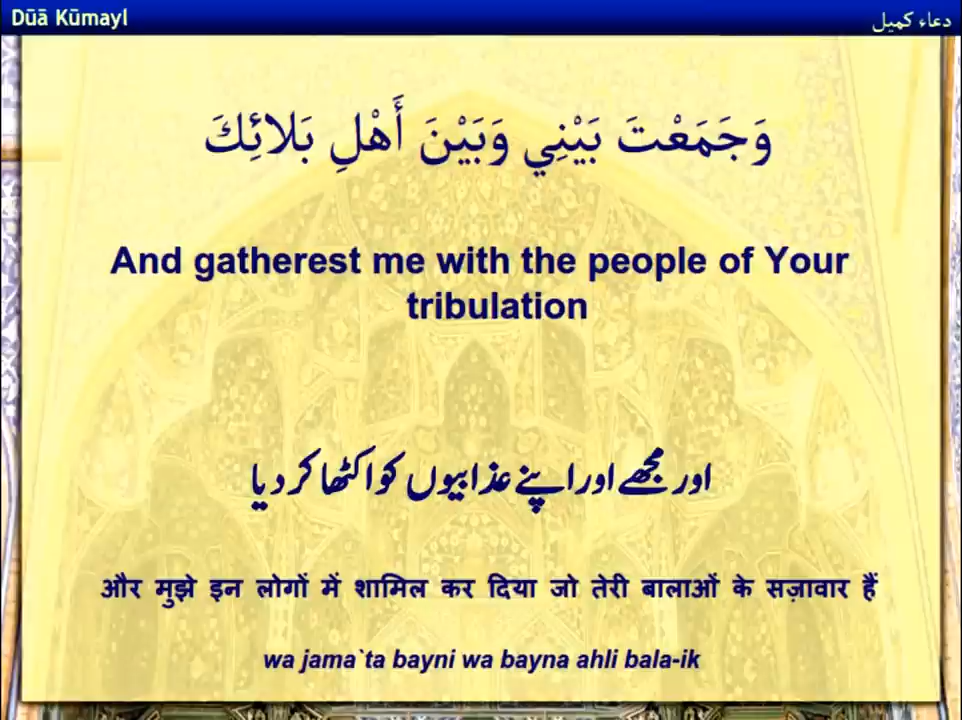 Dūā Kūmayl
دعاء كميل
وَجَمَعْتَ بَيْنِي وَبَيْنَ أَهْلِ بَلائِكَ
And gatherest me with the people of Your
tribulation
اور مجھے اور اپنے عذابیوں کو اکٹھا کر دیا
और मुझे इन लोगों में शामिल कर दिया जो तेरी बालाओं के सज़ावार हैं
wa jama`ta bayni wa bayna ahli bala-ik